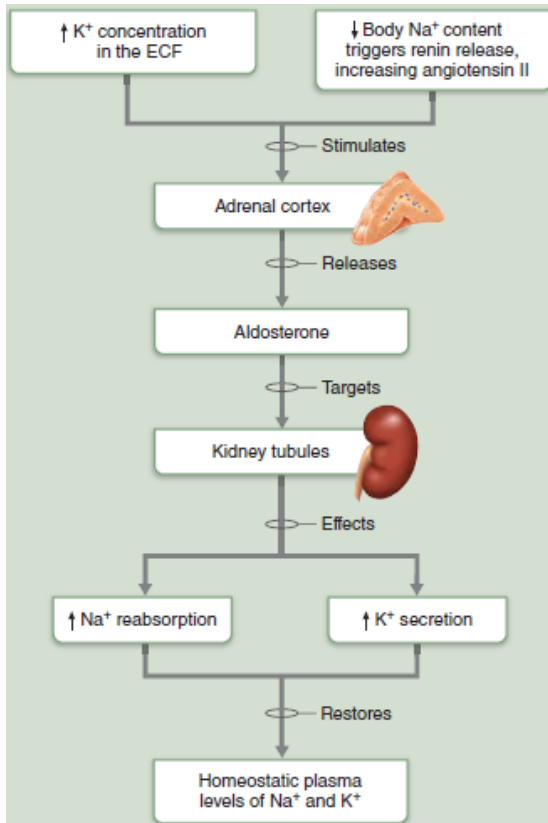 ↑ K⁺ concentration
in the ECF
↓ Body Na⁺ content
triggers renin release,
increasing angiotensin II
Stimulates
Adrenal cortex
Releases
Aldosterone
Targets
Kidney tubules
Effects
↑ Na⁺ reabsorption
↑ K⁺ secretion
Restores
Homeostatic plasma
levels of Na⁺ and K⁺